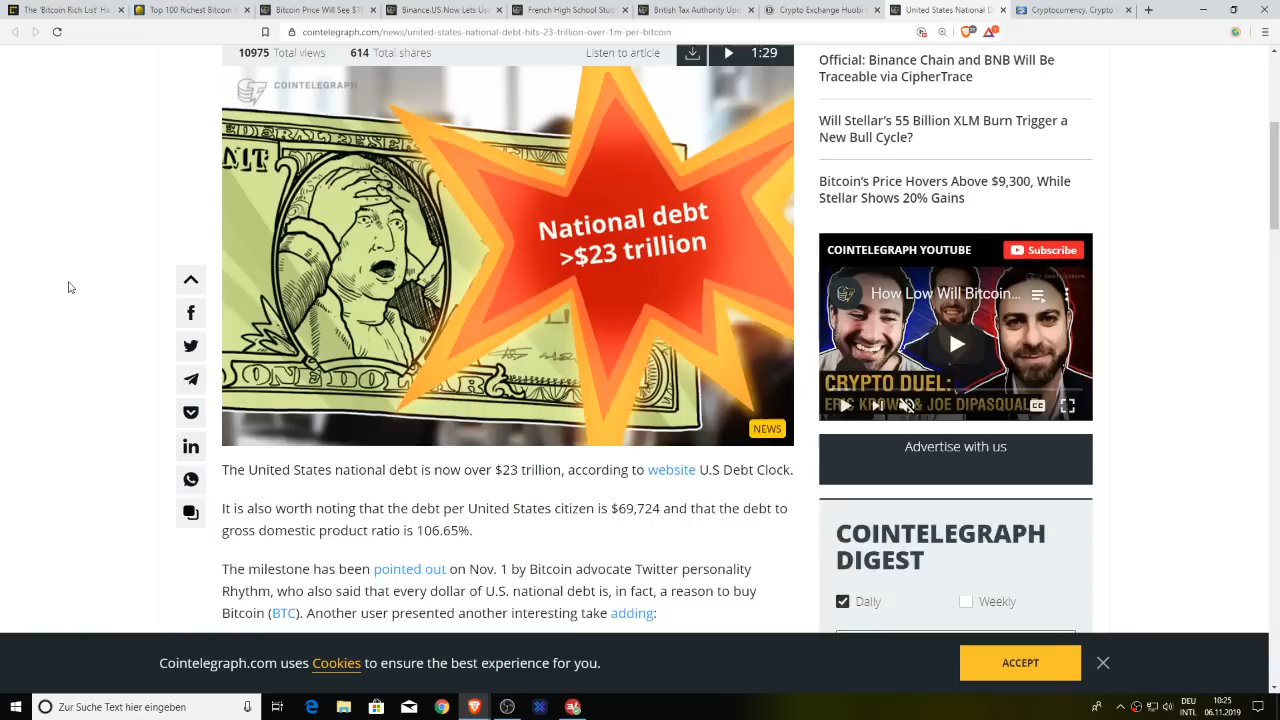 The 'Bitcoin Rich List' H
Top 100 Richest Bitcoin
Bitcoin Price Will See $1
Binance.US Now Lets Use
French High School Stud
British Tax Authority Up
Crypto Exchange Huobi
United States National D
Cryptocurrency, Crypto
cointelegraph.com/news/united-states-national-debt-hits-23-trillion-over-1m-per-bitcoin
10975 Total views 614 Total shares Listen to article 1:29
COINTELEGRAPH
FEDERAL RESERVE
National debt
>$23 trillion
ONE DOLLAR
NEWS
The United States national debt is now over $23 trillion, according to website U.S Debt Clock.
It is also worth noting that the debt per United States citizen is $69,724 and that the debt to
gross domestic product ratio is 106.65%.
The milestone has been pointed out on Nov. 1 by Bitcoin advocate Twitter personality
Rhythm, who also said that every dollar of U.S. national debt is, in fact, a reason to buy
Bitcoin (BTC). Another user presented another interesting take adding:
Official: Binance Chain and BNB Will Be
Traceable via CipherTrace
Will Stellar's 55 Billion XLM Burn Trigger a
New Bull Cycle?
Bitcoin's Price Hovers Above $9,300, While
Stellar Shows 20% Gains
COINTELEGRAPH YOUTUBE Subscribe
How Low Will Bitcoin...
CRYPTO DUEL:
ERIC KROWN & JOE DIPASQUAL
CC
Advertise with us
COINTELEGRAPH
DIGEST
Daily Weekly
Cointelegraph.com uses Cookies to ensure the best experience for you.
ACCEPT
Zur Suche Text hier eingeben
DEU
INTL
10:25
06.11.2019